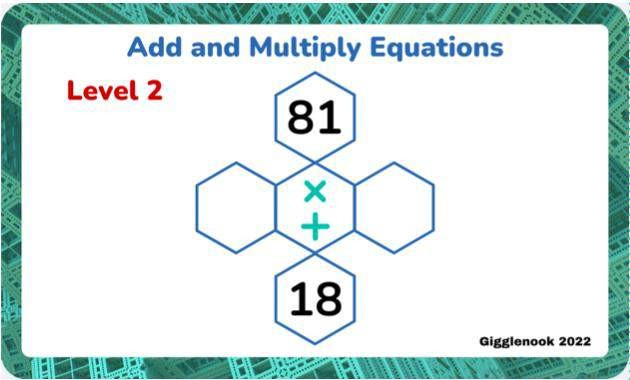 Add and Multiply Equations
Level 2
81
×
+
18
Gigglenook 2022